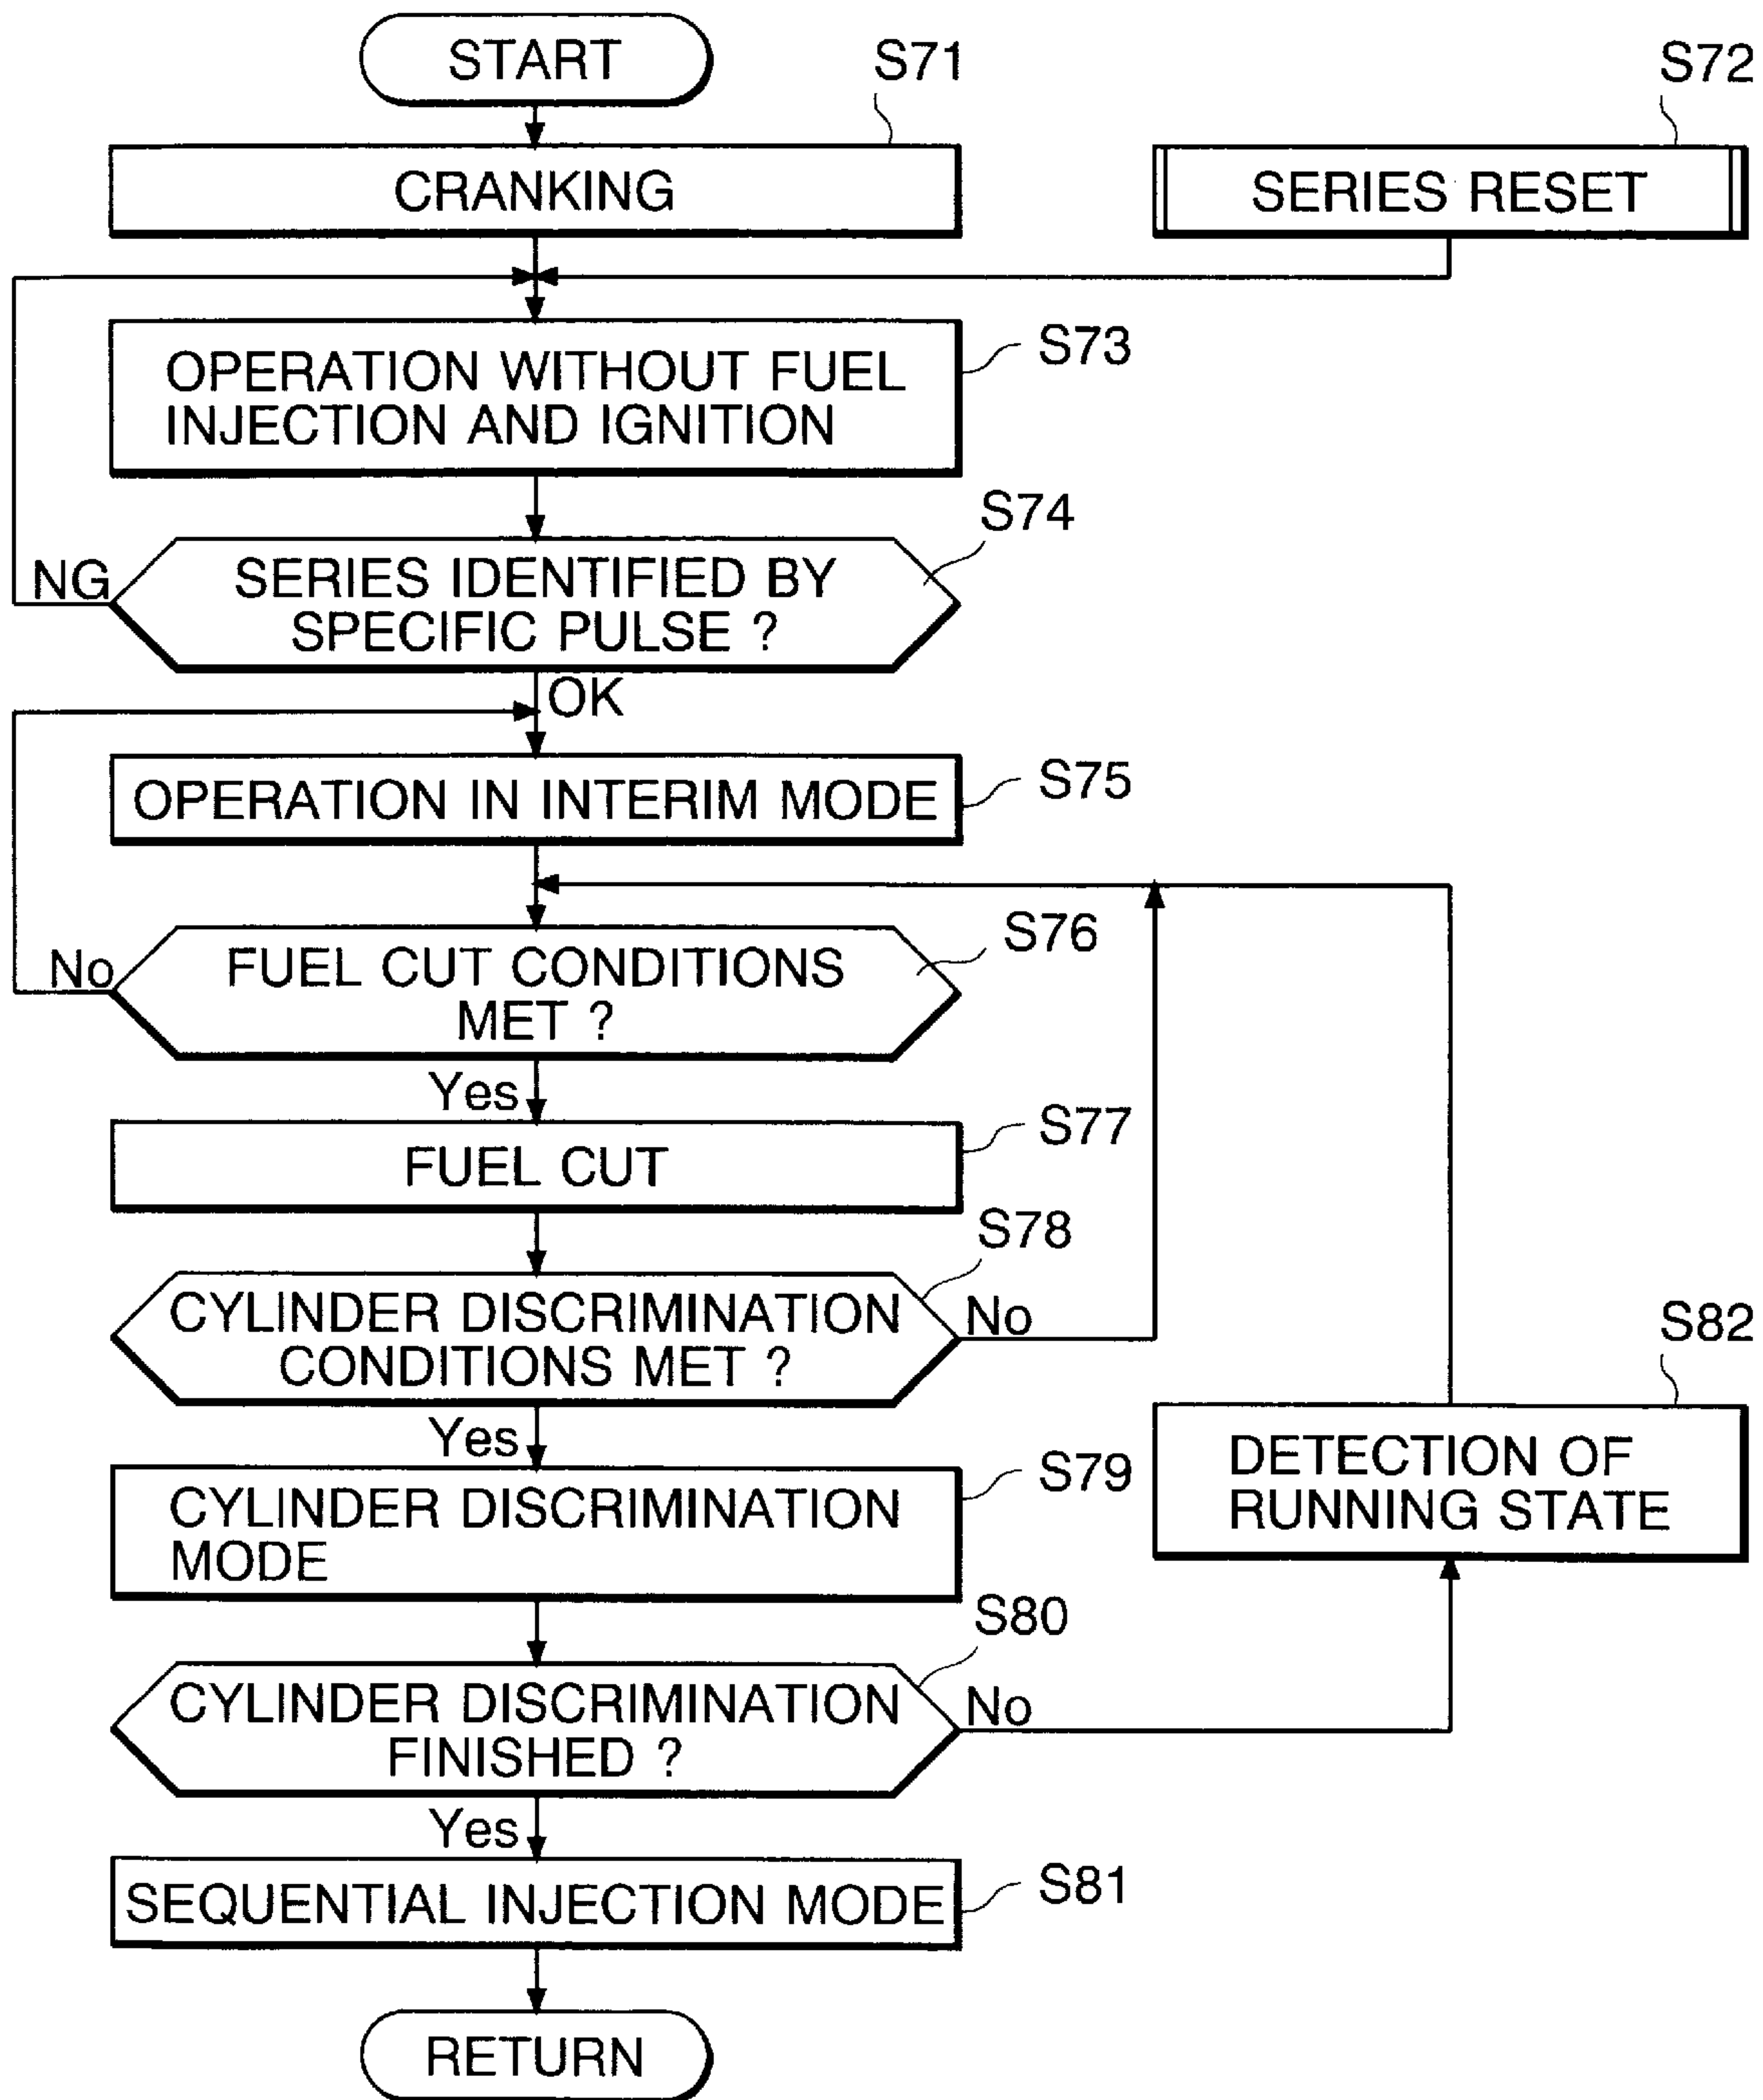 START
S71
S72
CRANKING
SERIES RESET
S73
OPERATION WITHOUT FUEL
INJECTION AND IGNITION
S74
SERIES IDENTIFIED BY
SPECIFIC PULSE ?
NG
OK
OPERATION IN INTERIM MODE
S75
S76
FUEL CUT CONDITIONS
MET ?
No
Yes
S77
FUEL CUT
S78
CYLINDER DISCRIMINATION
CONDITIONS MET ?
No
S82
Yes
DETECTION OF
RUNNING STATE
S79
CYLINDER DISCRIMINATION
MODE
S80
CYLINDER DISCRIMINATION
FINISHED ?
No
Yes
SEQUENTIAL INJECTION MODE
S81
RETURN